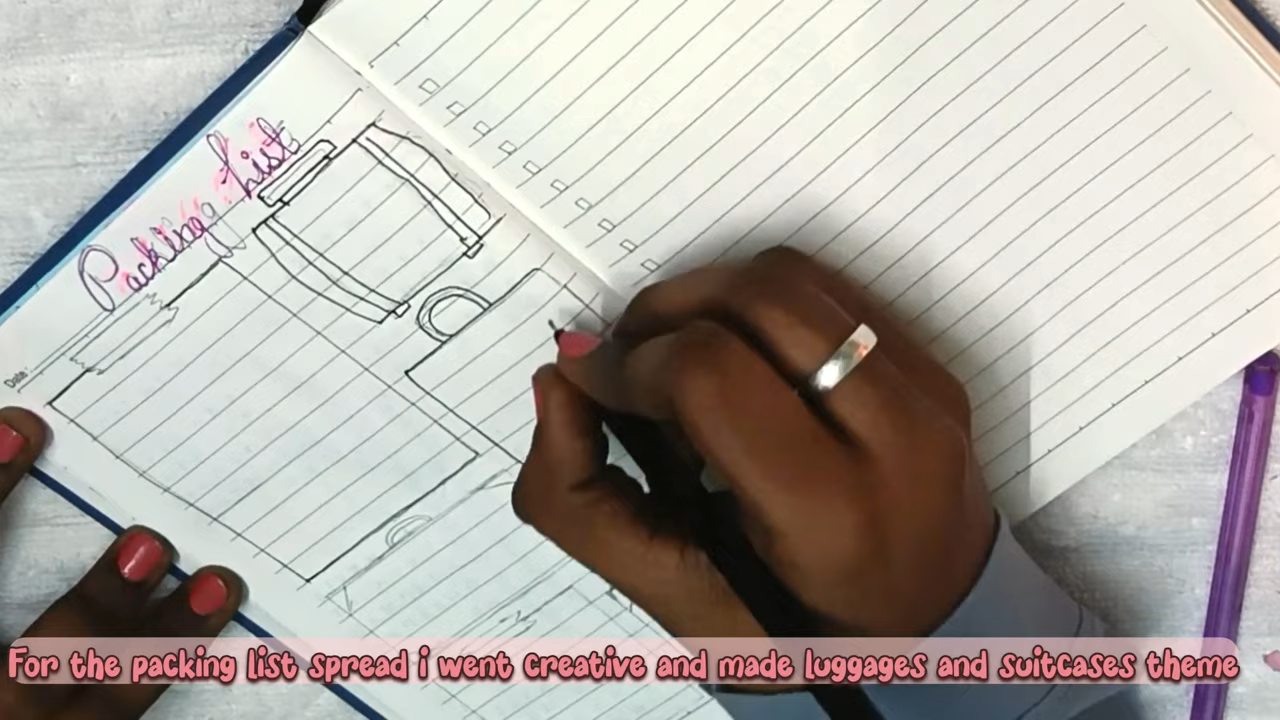 Packing List
Date:
For the packing list spread i went creative and made luggages and suitcases theme